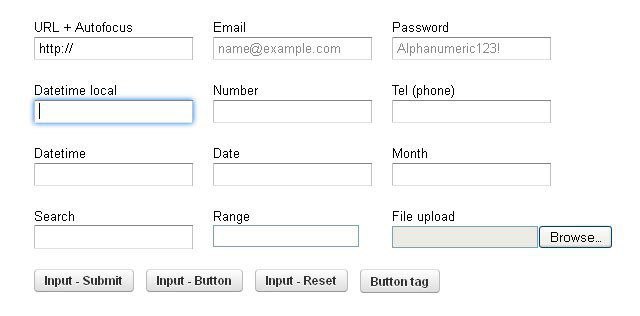 URL + Autofocus Email Password
http:// name@example.com Alphanumeric123!
Datetime local Number Tel (phone)
Datetime Date Month
Search Range File upload
Browse...
Input - Submit Input - Button Input - Reset Button tag